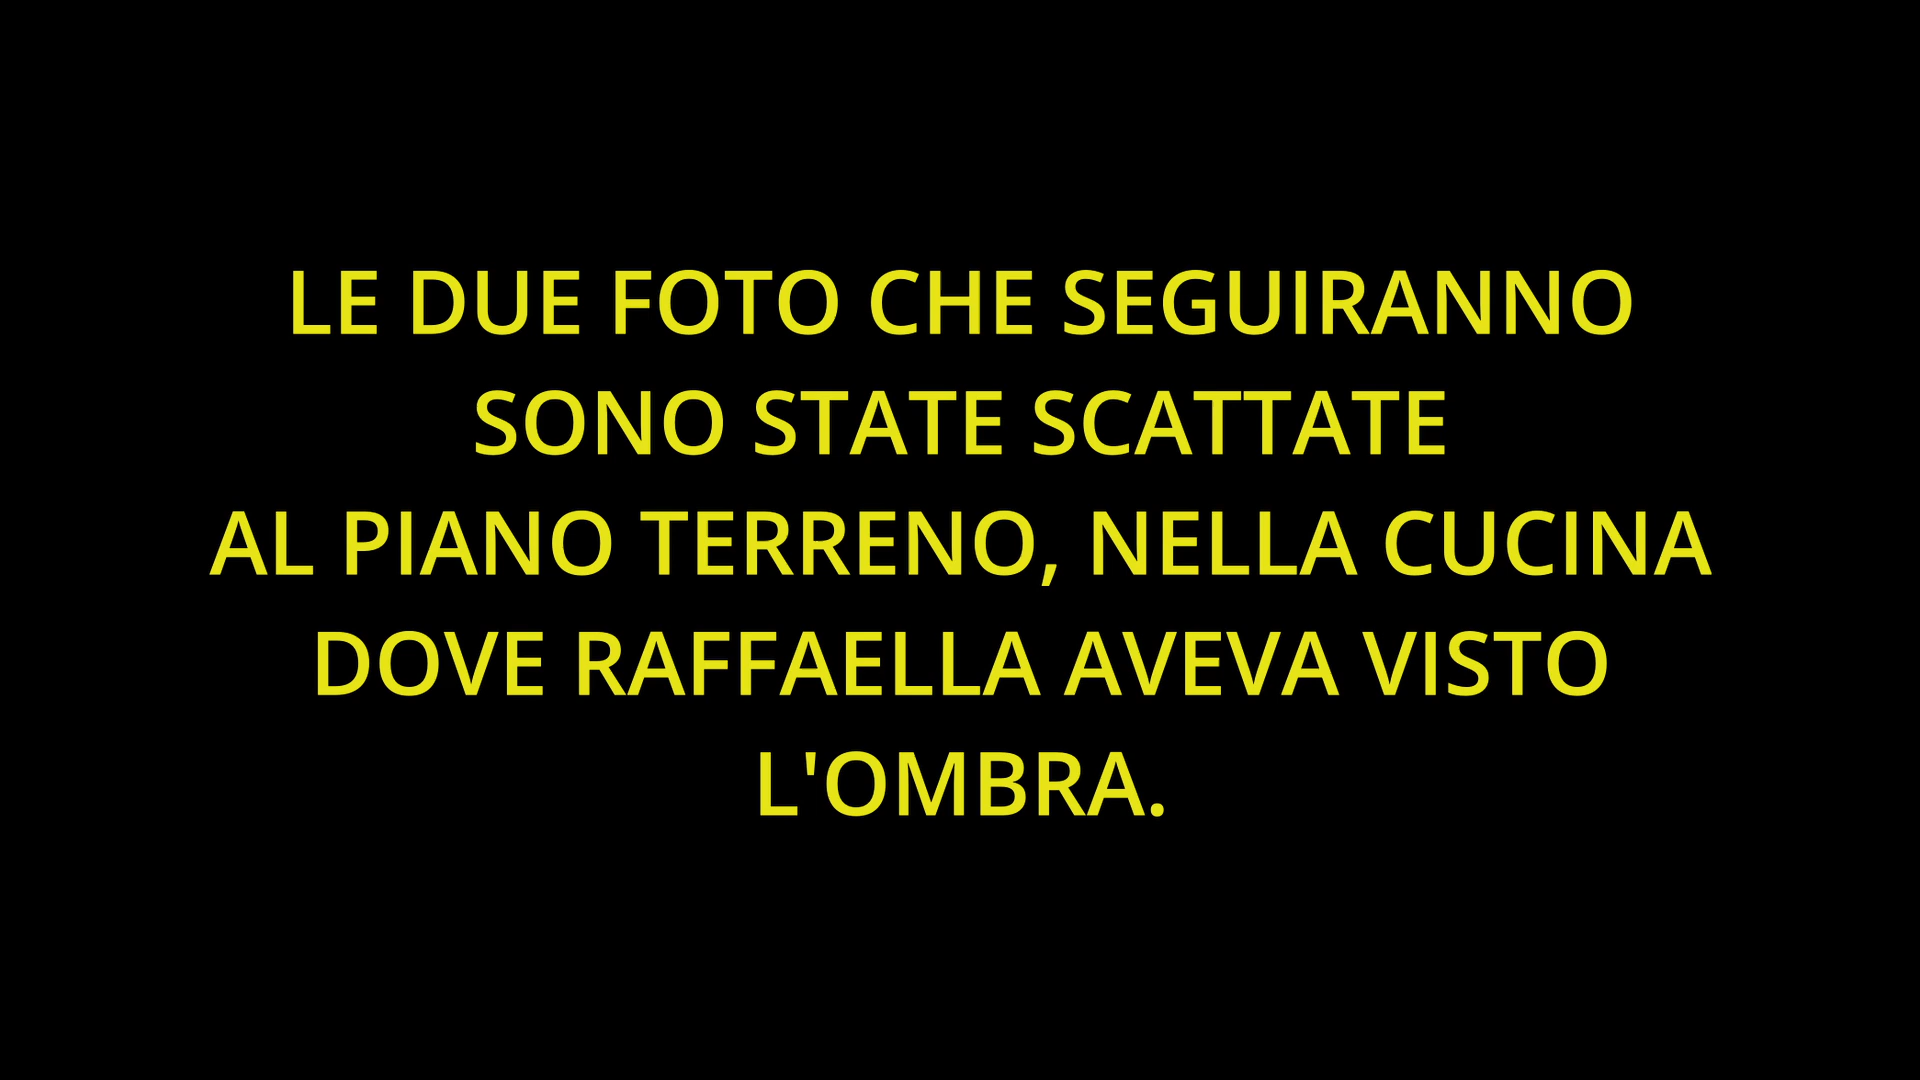 LE DUE FOTO CHE SEGUIRANNO
SONO STATE SCATTATE
AL PIANO TERRENO, NELLA CUCINA
DOVE RAFFAELLA AVEVA VISTO
L'OMBRA.